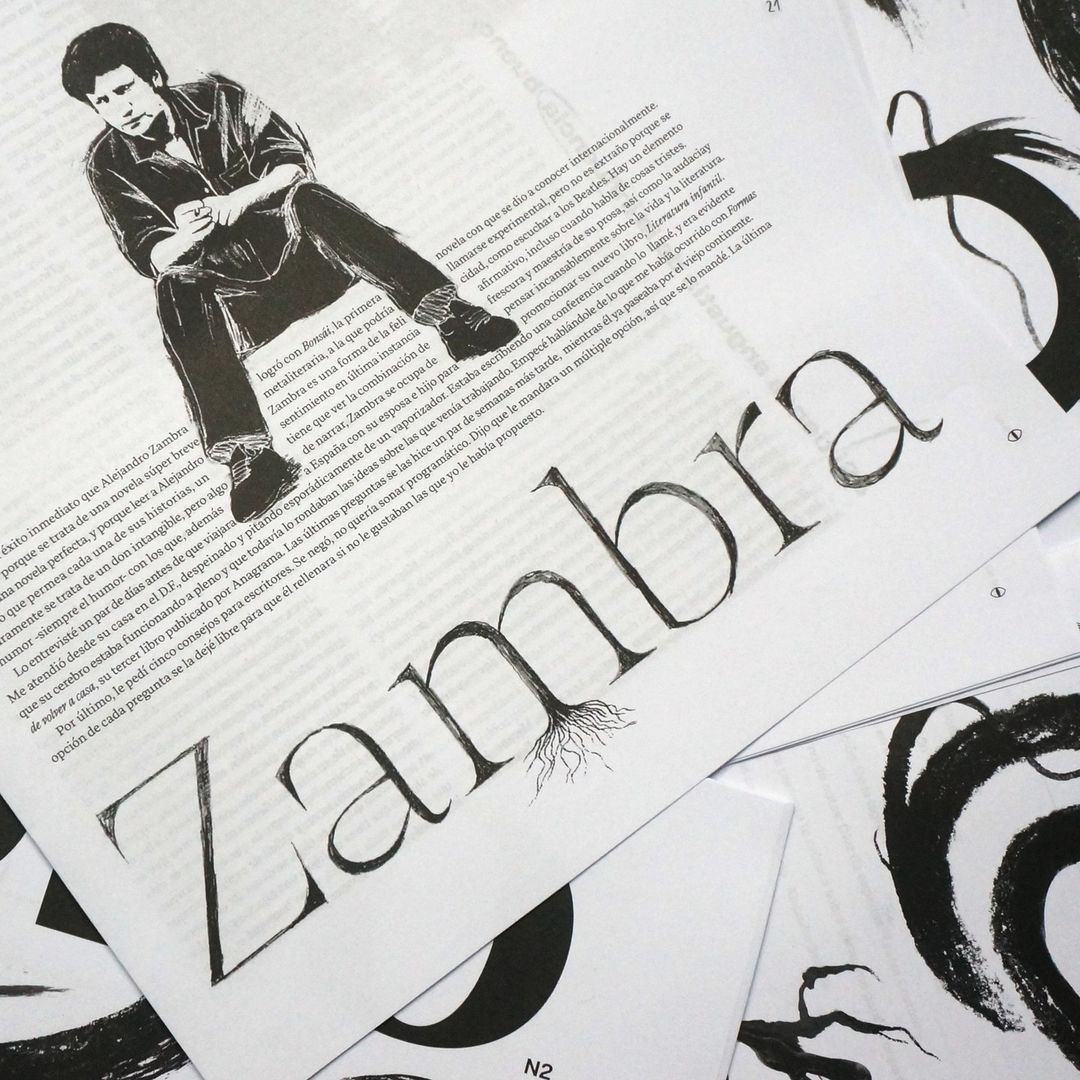 21
éxito inmediato que Alejandro Zambra logró con Bonsái, la primera novela con que se dio a conocer internacionalmente.
porque se trata de una novela súper breve metaliteraria, a la que podría llamarse experimental, pero no es extraño porque se
novela perfecta, y porque leer a Alejandro Zambra es una forma de la feli cidad, como escuchar a los Beatles. Hay un elemento
que permea cada una de sus historias, un sentimiento en última instancia afirmativo, incluso cuando habla de cosas tristes.
se trata de un don intangible, pero algo tiene que ver la combinación de frescura y maestría de su prosa, así como la audaciay
humor -siempre el humor- con los que, además de narrar, Zambra se ocupa de pensar incansablemente sobre la vida y la literatura.
Lo entrevisté un par de días antes de que viajara a España con su esposa e hijo para promocionar su nuevo libro, Literatura infantil.
Me atendió desde su casa en el D.F., despeinado y pitando esporádicamente de un vaporizador. Estaba escribiendo una conferencia cuando lo llamé, y era evidente
que su cerebro estaba funcionando a pleno y que todavía lo rondaban las ideas sobre las que venía trabajando. Empecé hablándole de lo que me había ocurrido con Formas
de volver a casa, su tercer libro publicado por Anagrama. Las últimas preguntas se las hice un par de semanas más tarde, mientras él ya paseaba por el viejo continente.
Por último, le pedí cinco consejos para escritores. Se negó, no quería sonar programático. Dijo que le mandara un múltiple opción, así que se lo mandé. La última
opción de cada pregunta se la dejé libre para que él rellenara si no le gustaban las que yo le había propuesto.
Zambra
N2